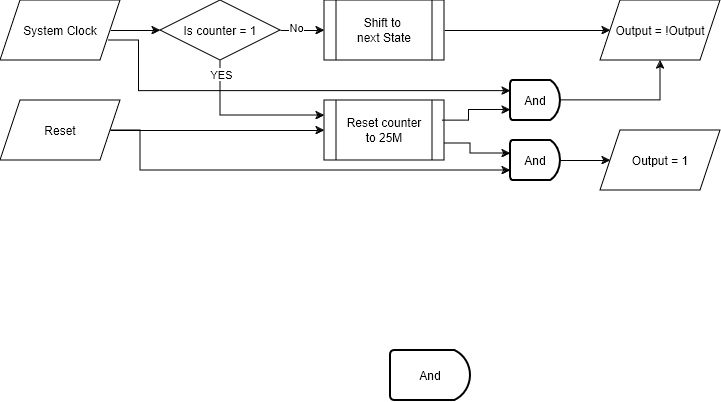 System Clock
Is counter = 1
No
Shift to
next State
Output = !Output
YES
And
Reset
Reset counter
to 25M
And
Output = 1
And